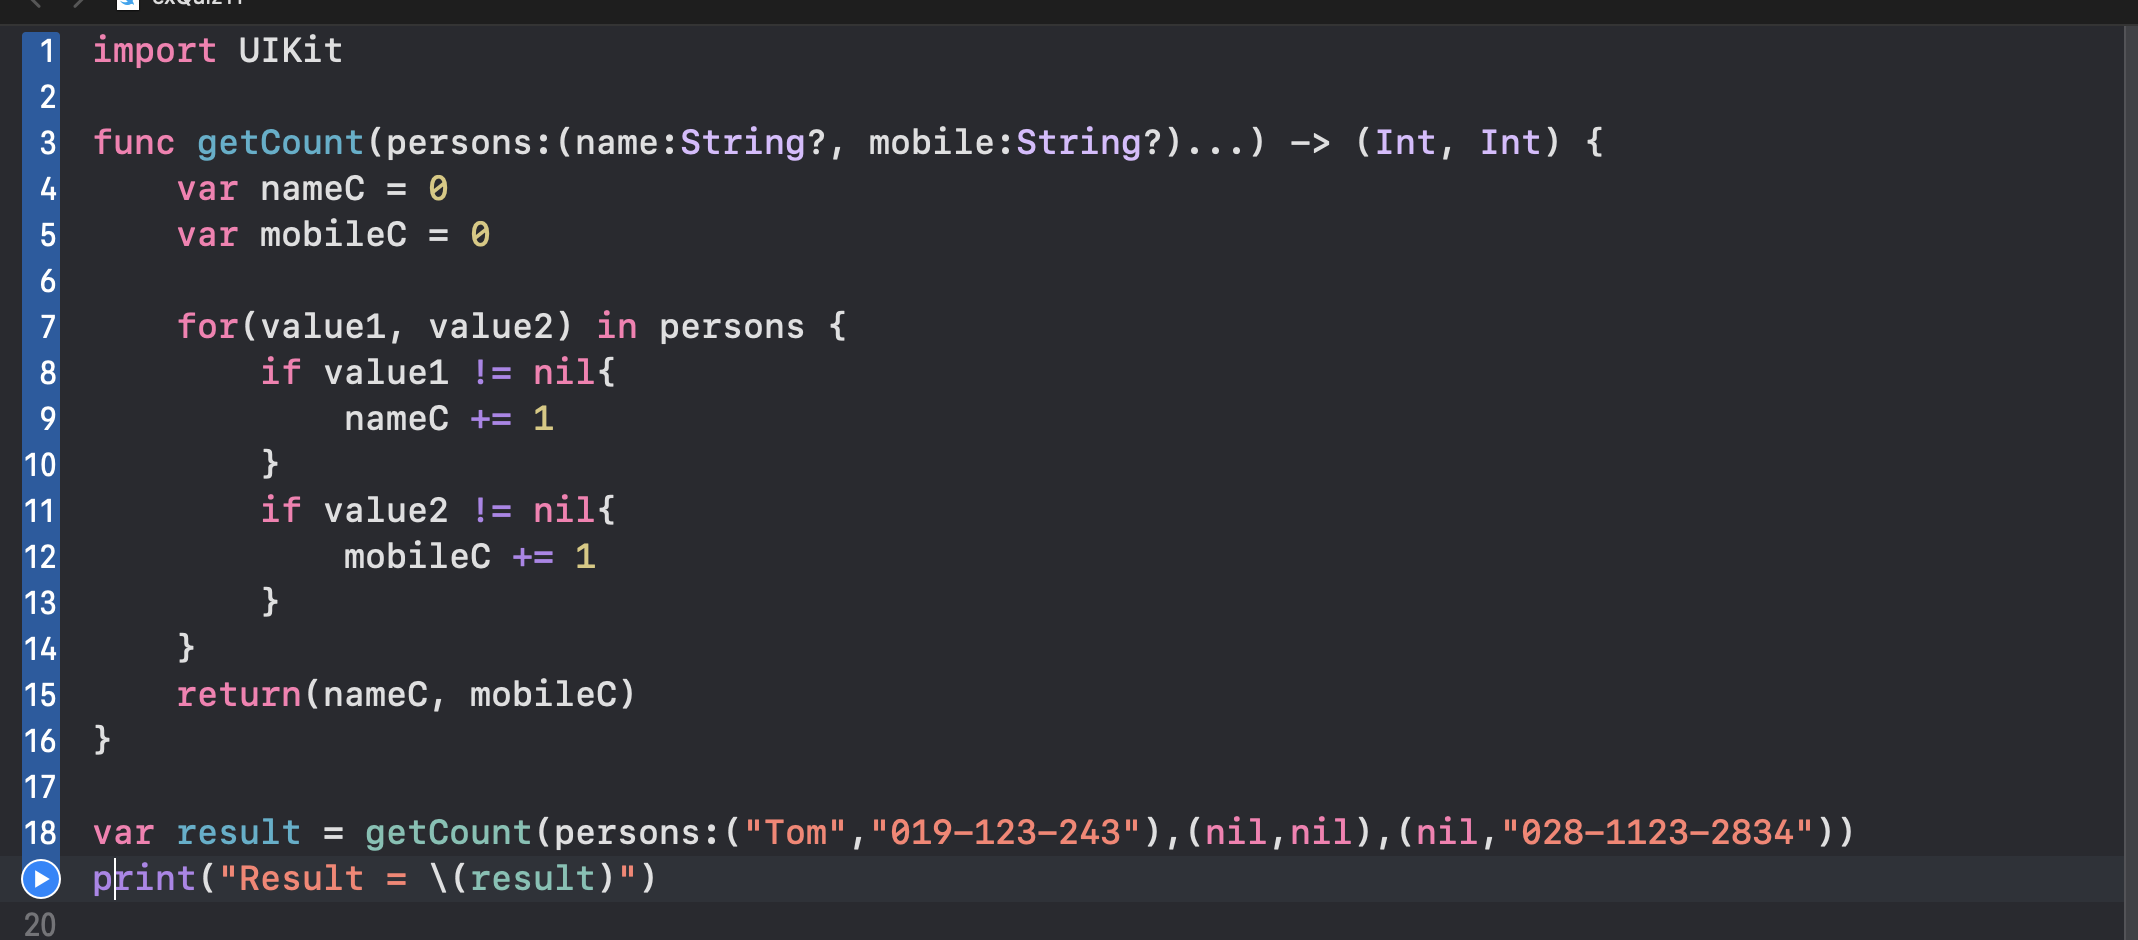 1 import UIKit
2
3 func getCount(persons:(name:String?, mobile:String?)...) -> (Int, Int) {
4 var nameC = 0
5 var mobileC = 0
6
7 for(value1, value2) in persons {
8 if value1 != nil{
9 nameC += 1
10 }
11 if value2 != nil{
12 mobileC += 1
13 }
14 }
15 return(nameC, mobileC)
16 }
17
18 var result = getCount(persons:("Tom","019-123-243"),(nil,nil),(nil,"028-1123-2834"))
print("Result = \(result)")
20